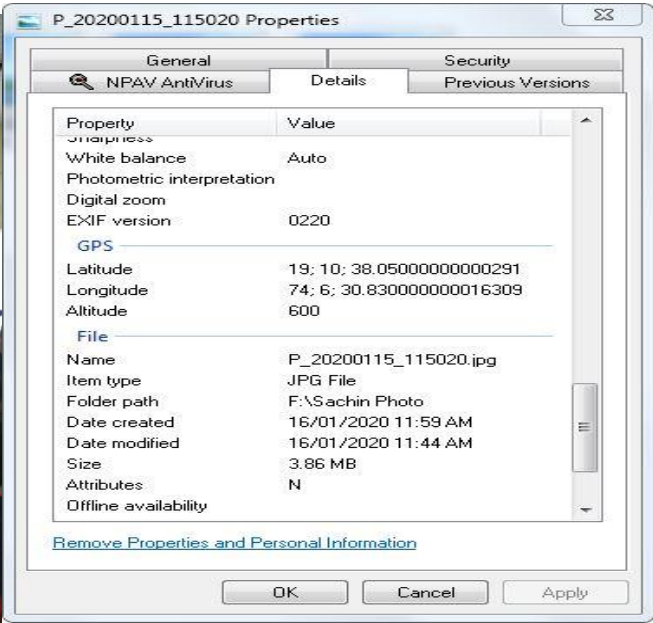 P_20200115_115020 Properties
General Security
NPAV AntiVirus Details Previous Versions
Property Value
Sharpness
White balance Auto
Photometric interpretation
Digital zoom
EXIF version 0220
GPS
Latitude 19; 10; 38.05000000000291
Longitude 74; 6; 30.830000000016309
Altitude 600
File
Name P_20200115_115020.jpg
Item type JPG File
Folder path F:\Sachin Photo
Date created 16/01/2020 11:59 AM
Date modified 16/01/2020 11:44 AM
Size 3.86 MB
Attributes N
Offline availability
Remove Properties and Personal Information
OK Cancel Apply